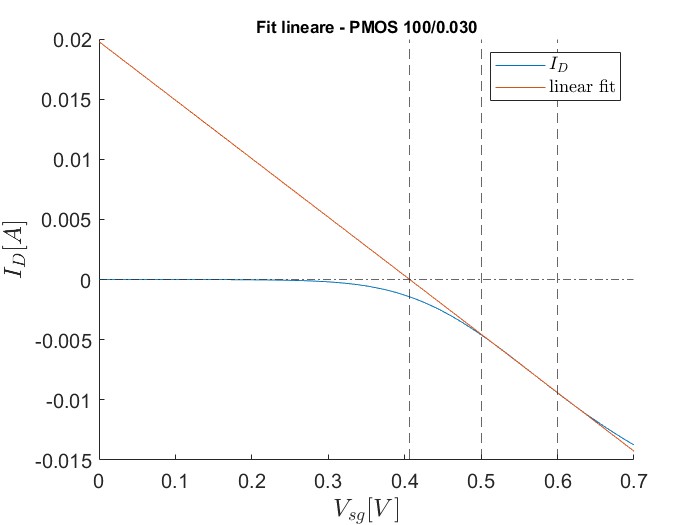 Fit lineare - PMOS 100/0.030
I_D
linear fit
0.02
0.015
0.01
0.005
0
-0.005
-0.01
-0.015
I_D[A]
0 0.1 0.2 0.3 0.4 0.5 0.6 0.7
V_sg[V]